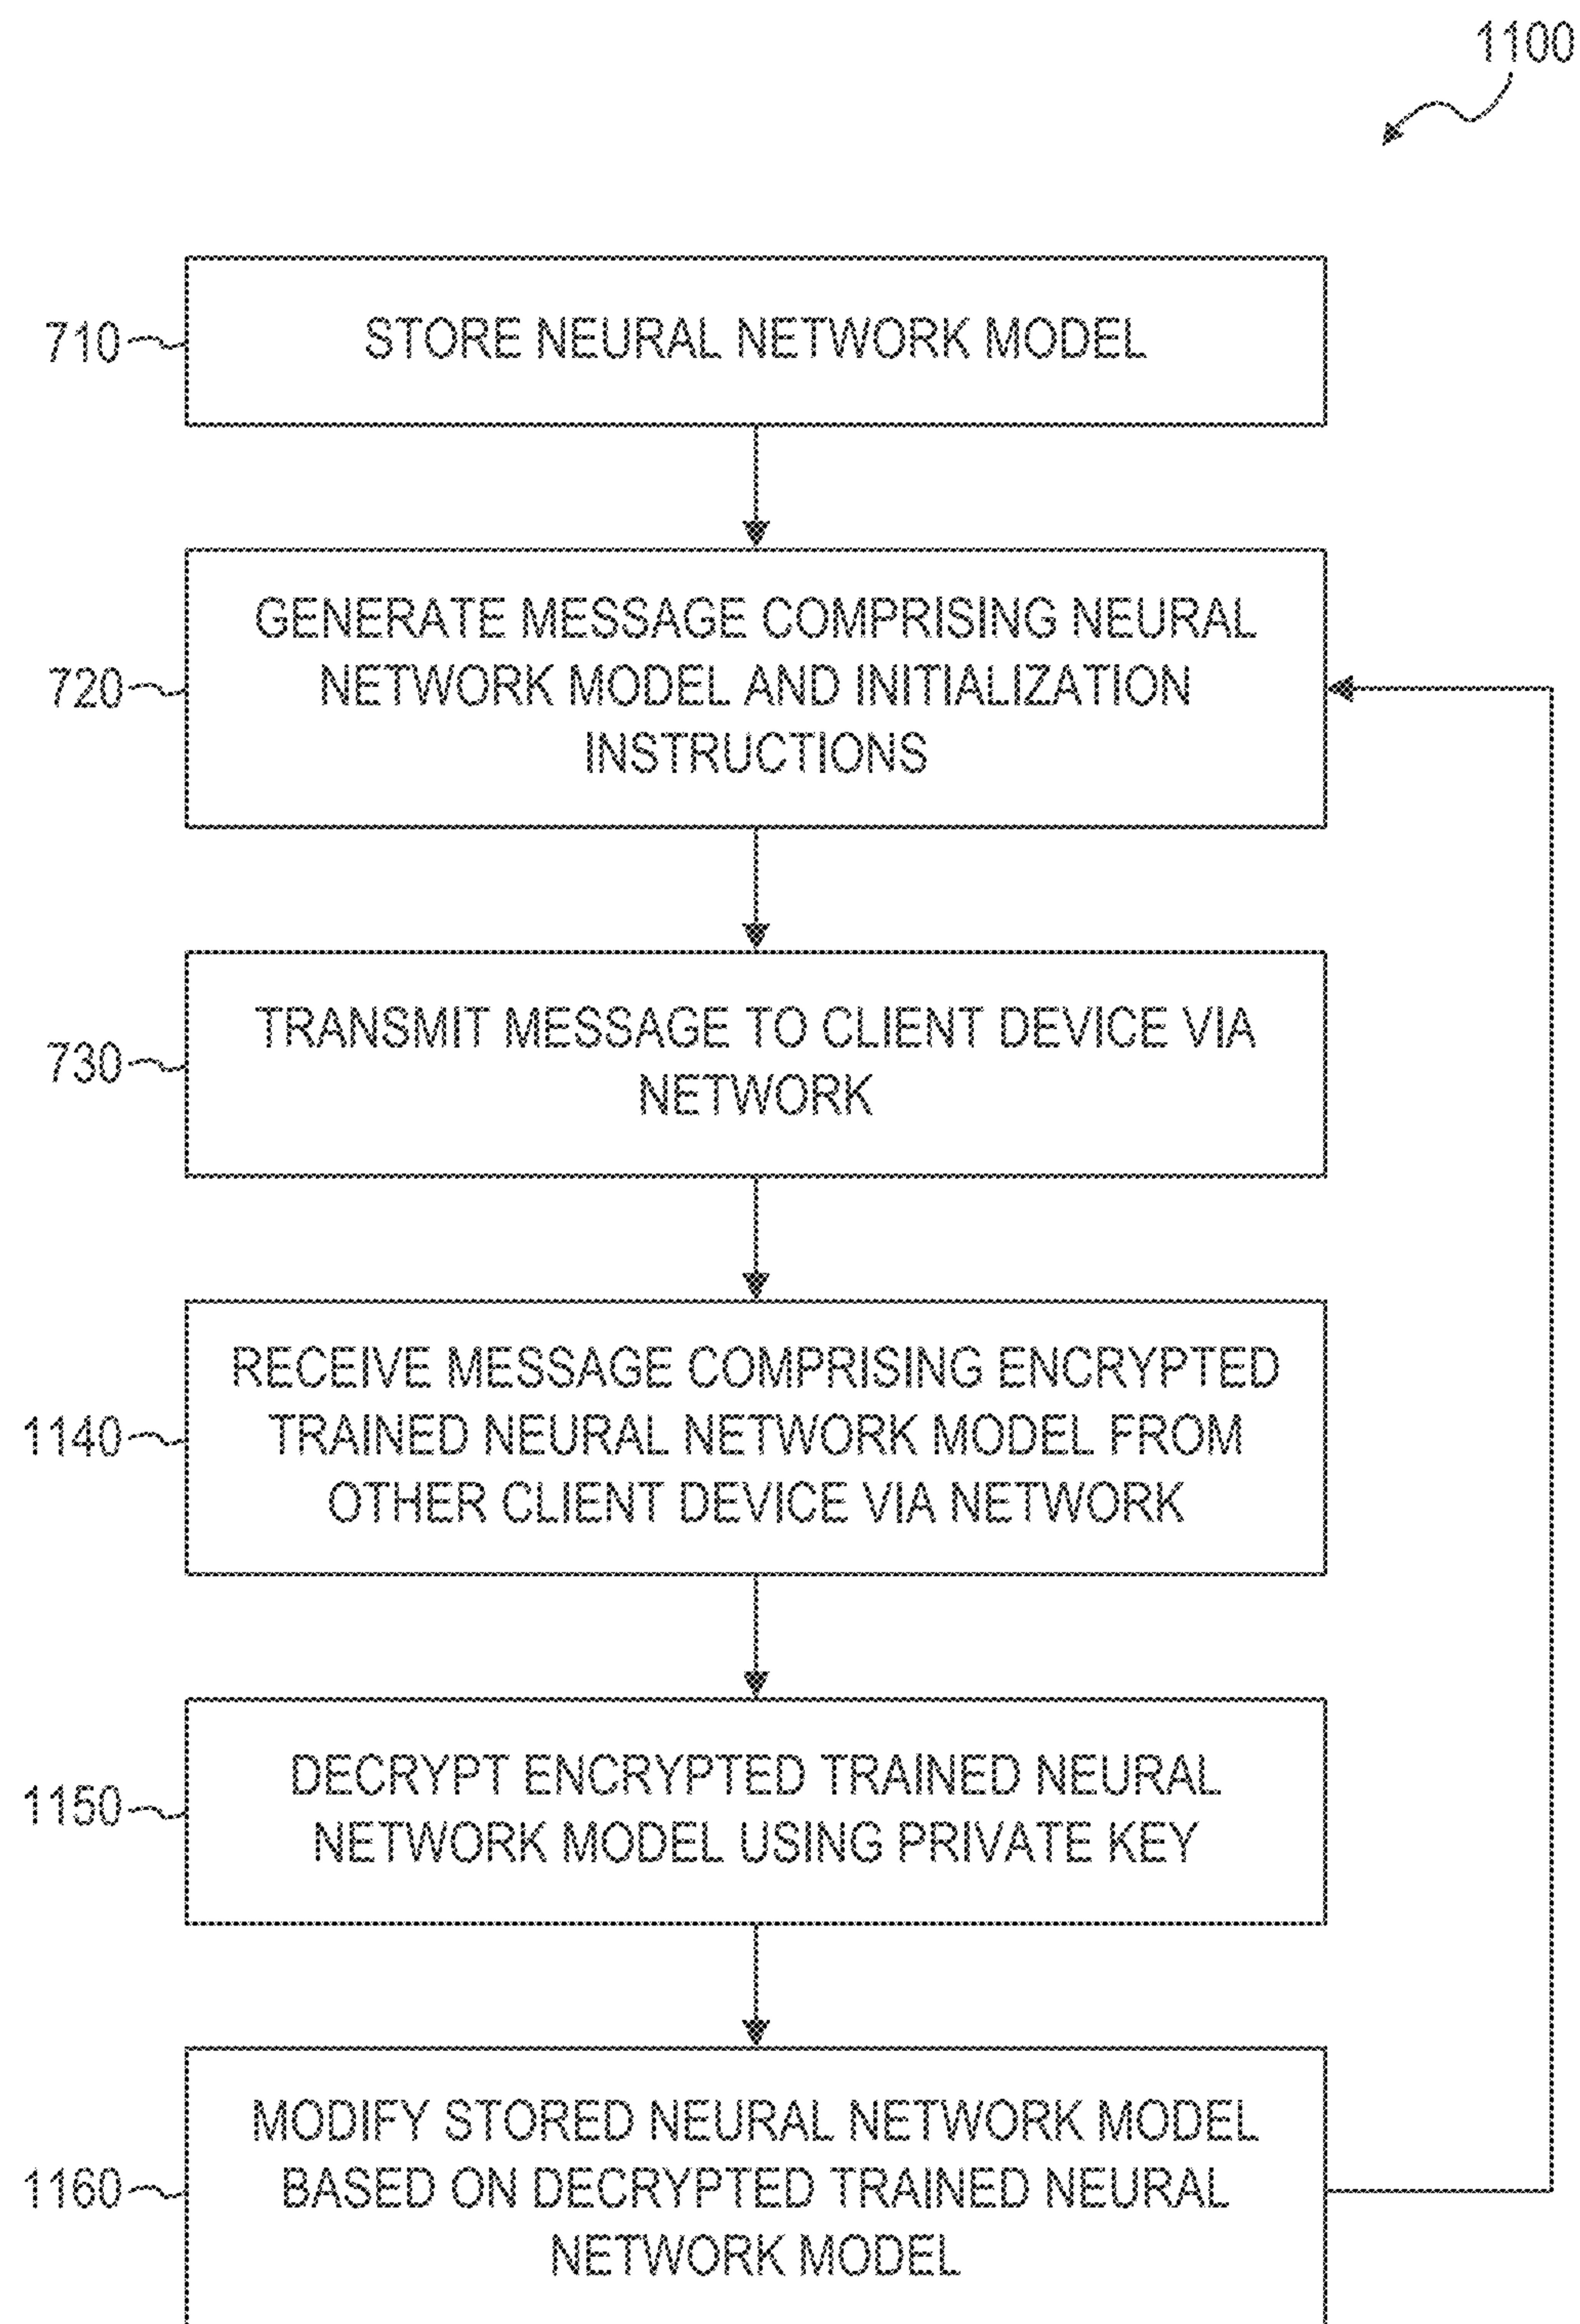 1100
710
STORE NEURAL NETWORK MODEL
720
GENERATE MESSAGE COMPRISING NEURAL
NETWORK MODEL AND INITIALIZATION
INSTRUCTIONS
730
TRANSMIT MESSAGE TO CLIENT DEVICE VIA
NETWORK
1140
RECEIVE MESSAGE COMPRISING ENCRYPTED
TRAINED NEURAL NETWORK MODEL FROM
OTHER CLIENT DEVICE VIA NETWORK
1150
DECRYPT ENCRYPTED TRAINED NEURAL
NETWORK MODEL USING PRIVATE KEY
1160
MODIFY STORED NEURAL NETWORK MODEL
BASED ON DECRYPTED TRAINED NEURAL
NETWORK MODEL